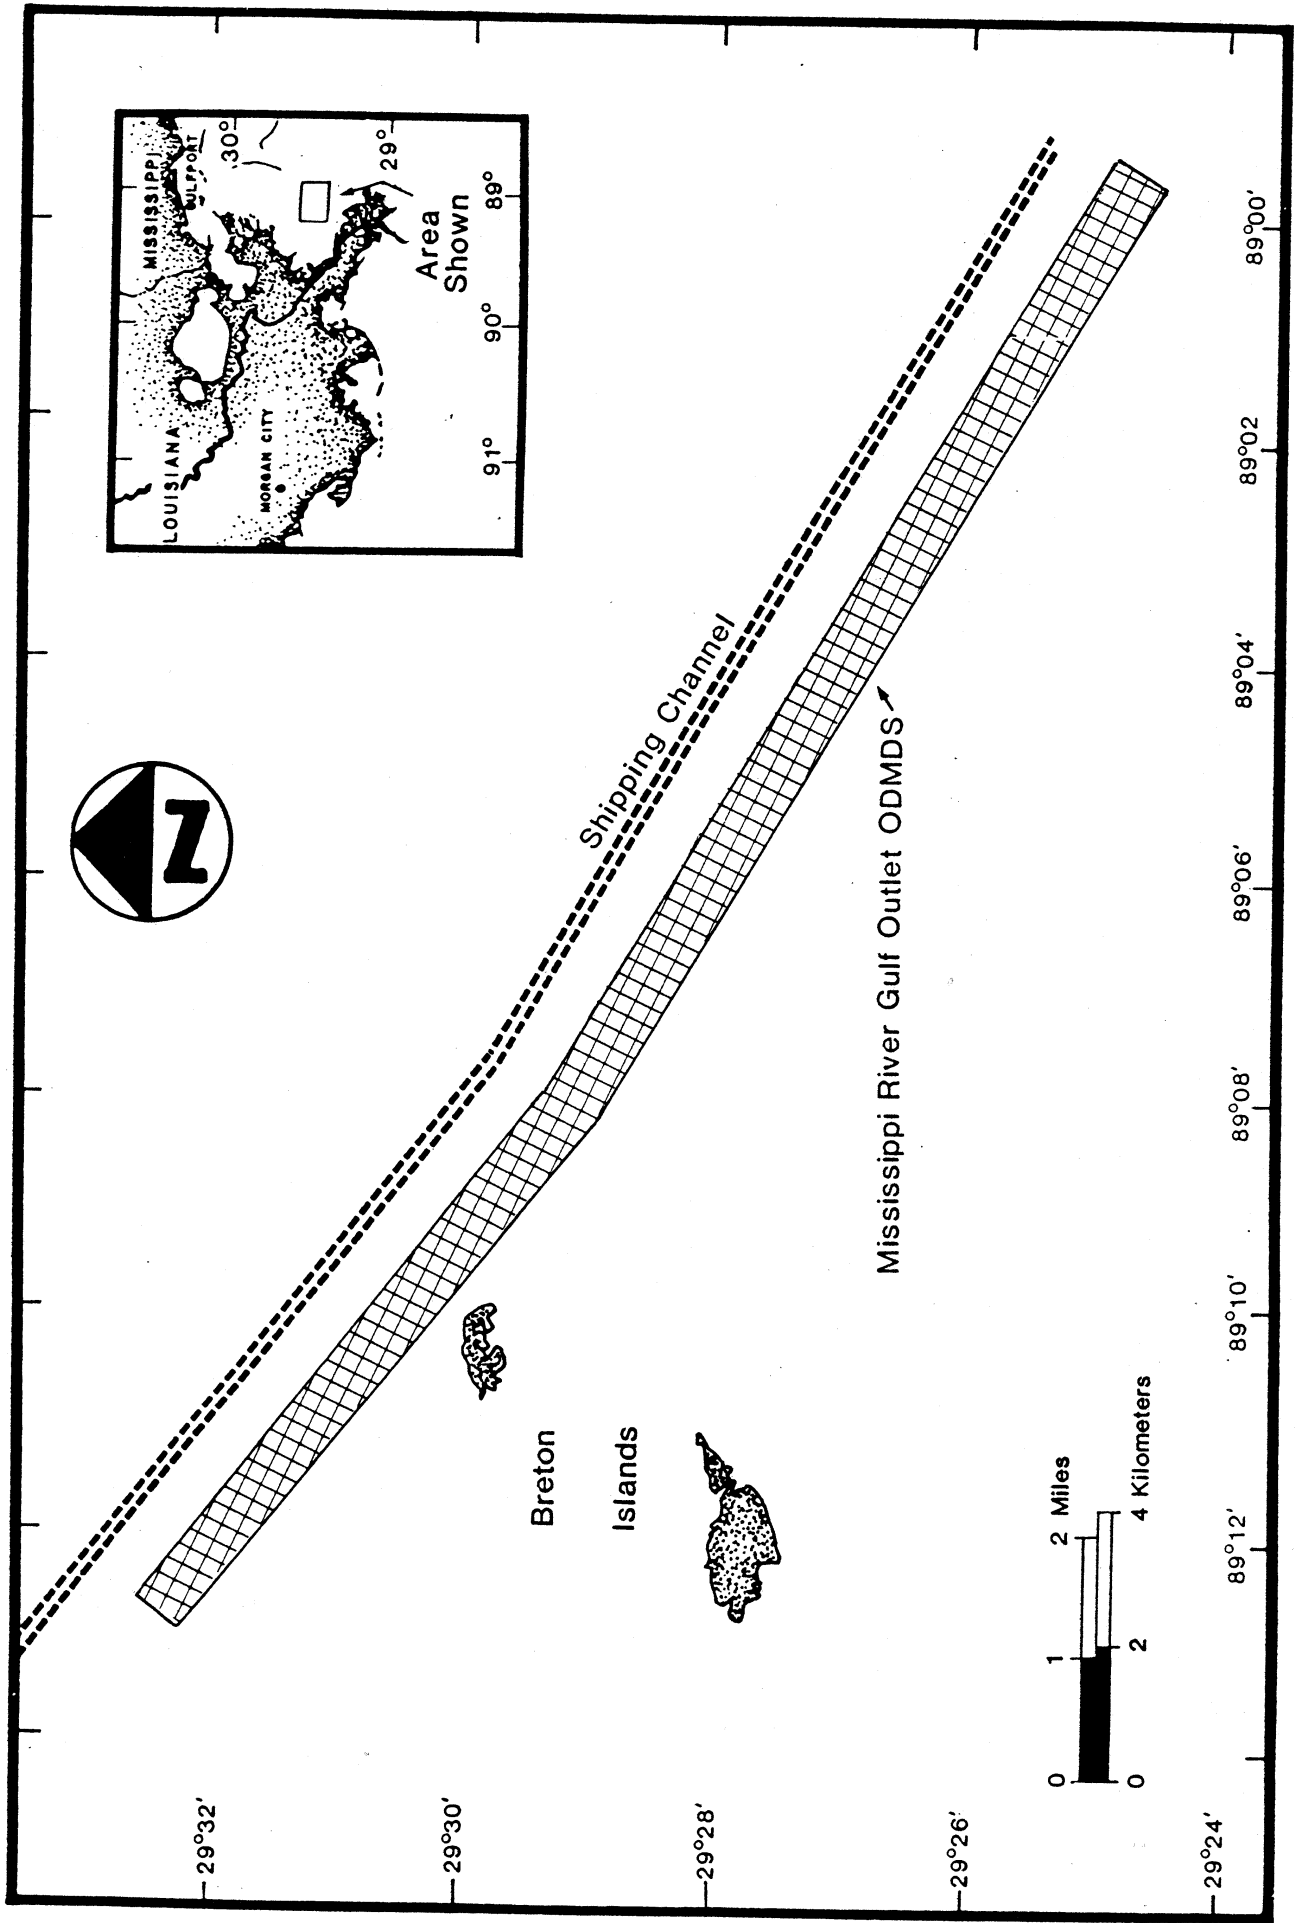 MISSISSIPPI
GULFPORT
LOUISIANA
MORGAN CITY
30°
29°
91°
90°
89°
Area
Shown
N
Shipping Channel
Mississippi River Gulf Outlet ODMDS
Breton
Islands
29°32'
29°30'
29°28'
29°26'
29°24'
0 1 2 Miles
0 2 4 Kilometers
89°12'
89°10'
89°08'
89°06'
89°04'
89°02'
89°00'